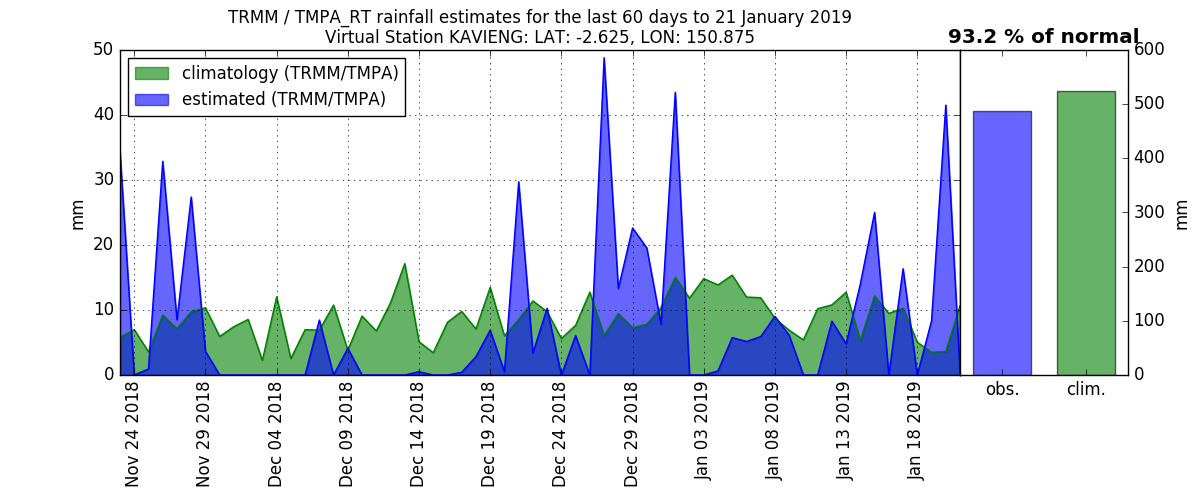 TRMM / TMPA_RT rainfall estimates for the last 60 days to 21 January 2019
Virtual Station KAVIENG: LAT: -2.625, LON: 150.875
93.2 % of normal
climatology (TRMM/TMPA)
estimated (TRMM/TMPA)
50
40
30
20
10
0
mm
Nov 24 2018
Nov 29 2018
Dec 04 2018
Dec 09 2018
Dec 14 2018
Dec 19 2018
Dec 24 2018
Dec 29 2018
Jan 03 2019
Jan 08 2019
Jan 13 2019
Jan 18 2019
obs.
clim.
600
500
400
300
200
100
0
mm